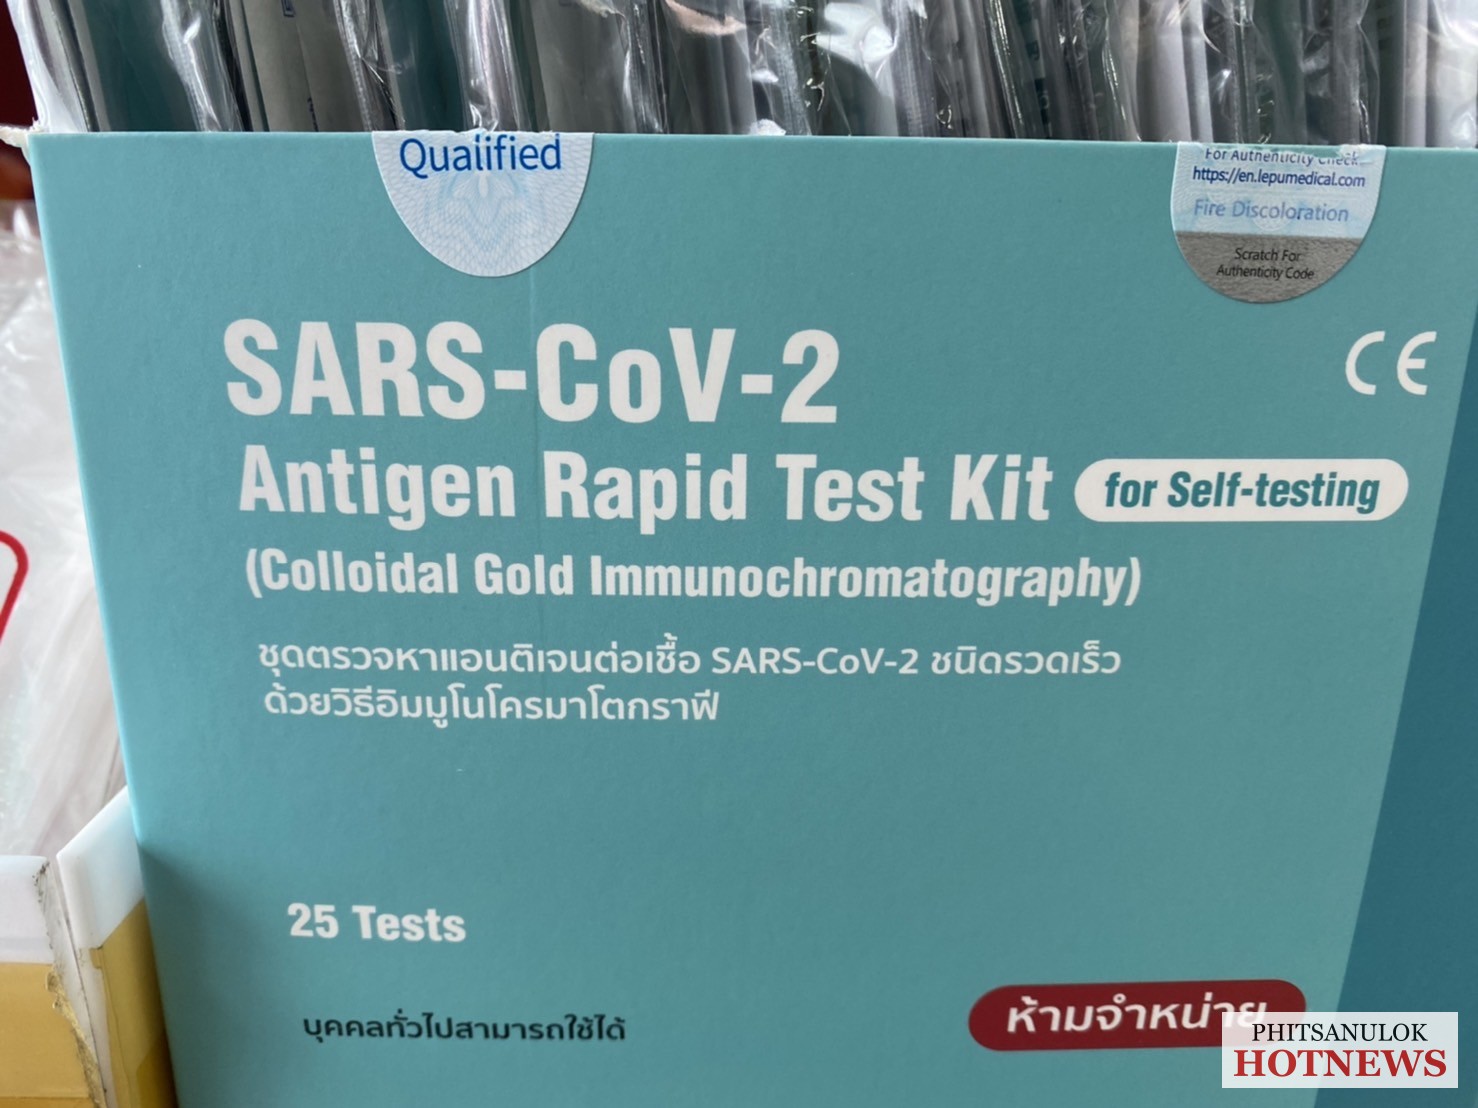 Qualified
For Authenticity Check
https://en.lepumedical.com
Fire Discoloration
Scratch For
Authenticity Code
SARS-CoV-2
CE
Antigen Rapid Test Kit for Self-testing
(Colloidal Gold Immunochromatography)
ชุดตรวจหาแอนติเจนต่อเชื้อ SARS-CoV-2 ชนิดรวดเร็ว
ด้วยวิธีอิมมูโนโครมาโตกราฟี
25 Tests
บุคคลทั่วไปสามารถใช้ได้
ห้ามจำหน่าย
PHITSANULOK
HOTNEWS